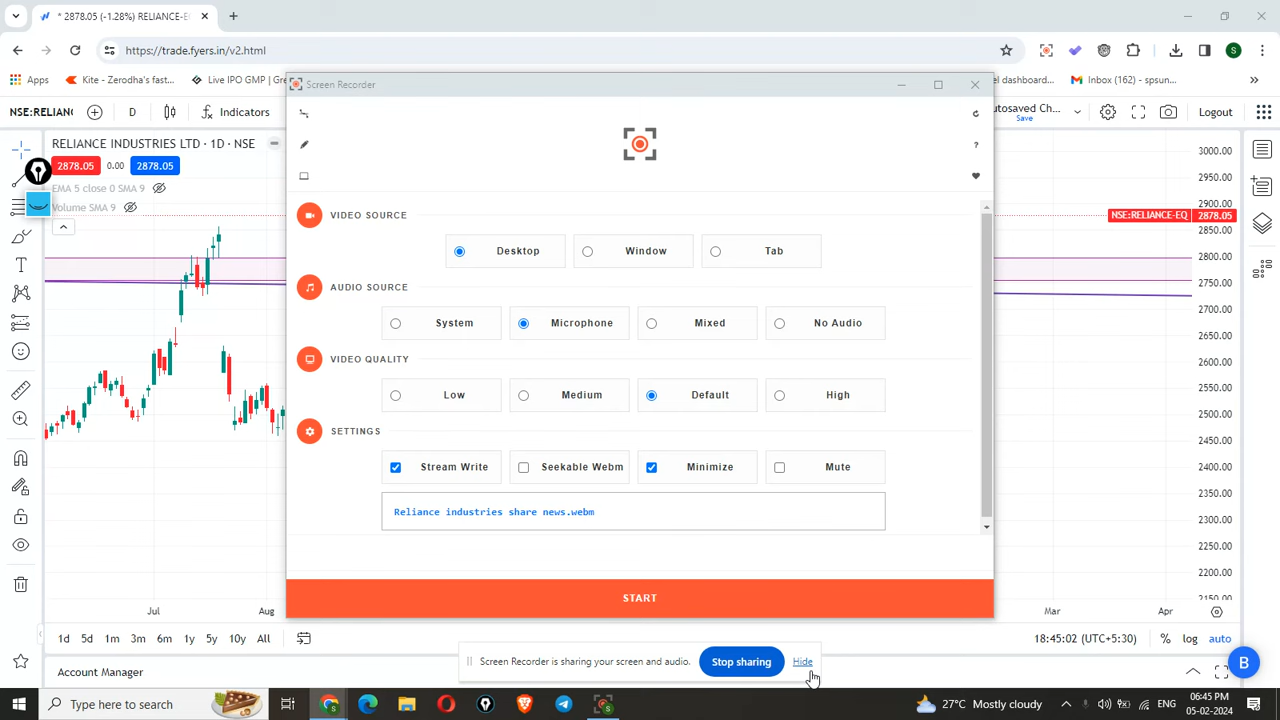 * 2878.05 (-1.28%) RELIANCE-EQ
https://trade.fyers.in/v2.html
S
Apps
Kite - Zerodha's fast...
Live IPO GMP | Gre
el dashboard...
Inbox (162) - spsun...
NSE:RELIANC
D
Indicators
Screen Recorder
utosaved Ch...
Save
Logout
RELIANCE INDUSTRIES LTD · 1D · NSE
2878.05 0.00 2878.05
EMA 5 close 0 SMA 9
Volume SMA 9
?
VIDEO SOURCE
Desktop
Window
Tab
AUDIO SOURCE
System
Microphone
Mixed
No Audio
VIDEO QUALITY
Low
Medium
Default
High
SETTINGS
Stream Write
Seekable Webm
Minimize
Mute
Reliance industries share news.webm
START
3000.00
2950.00
2900.00
NSE:RELIANCE-EQ 2878.05
2850.00
2800.00
2750.00
2700.00
2650.00
2600.00
2550.00
2500.00
2450.00
2400.00
2350.00
2300.00
2250.00
2200.00
2150.00
Jul
Aug
Mar
Apr
1d 5d 1m 3m 6m 1y 5y 10y All
18:45:02 (UTC+5:30) % log auto
Screen Recorder is sharing your screen and audio.
Stop sharing
Hide
Account Manager
B
Type here to search
27°C Mostly cloudy
ENG
06:45 PM
05-02-2024